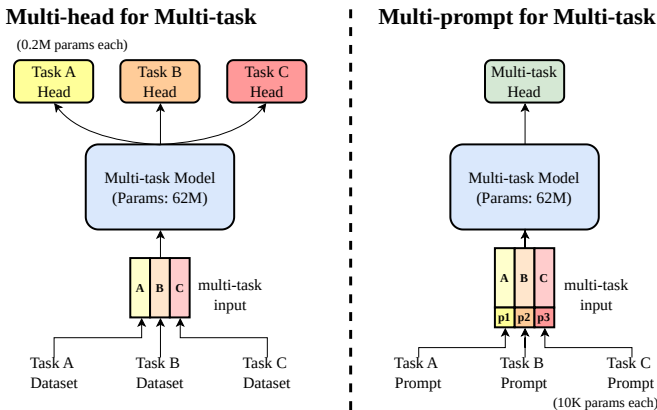 Multi-head for Multi-task
(0.2M params each)
Task A
Head
Task B
Head
Task C
Head
Multi-task Model
(Params: 62M)
A
B
C
multi-task
input
Task A
Dataset
Task B
Dataset
Task C
Dataset
Multi-prompt for Multi-task
Multi-task
Head
Multi-task Model
(Params: 62M)
A
B
C
p1
p2
p3
multi-task
input
Task A
Prompt
Task B
Prompt
Task C
Prompt
(10K params each)